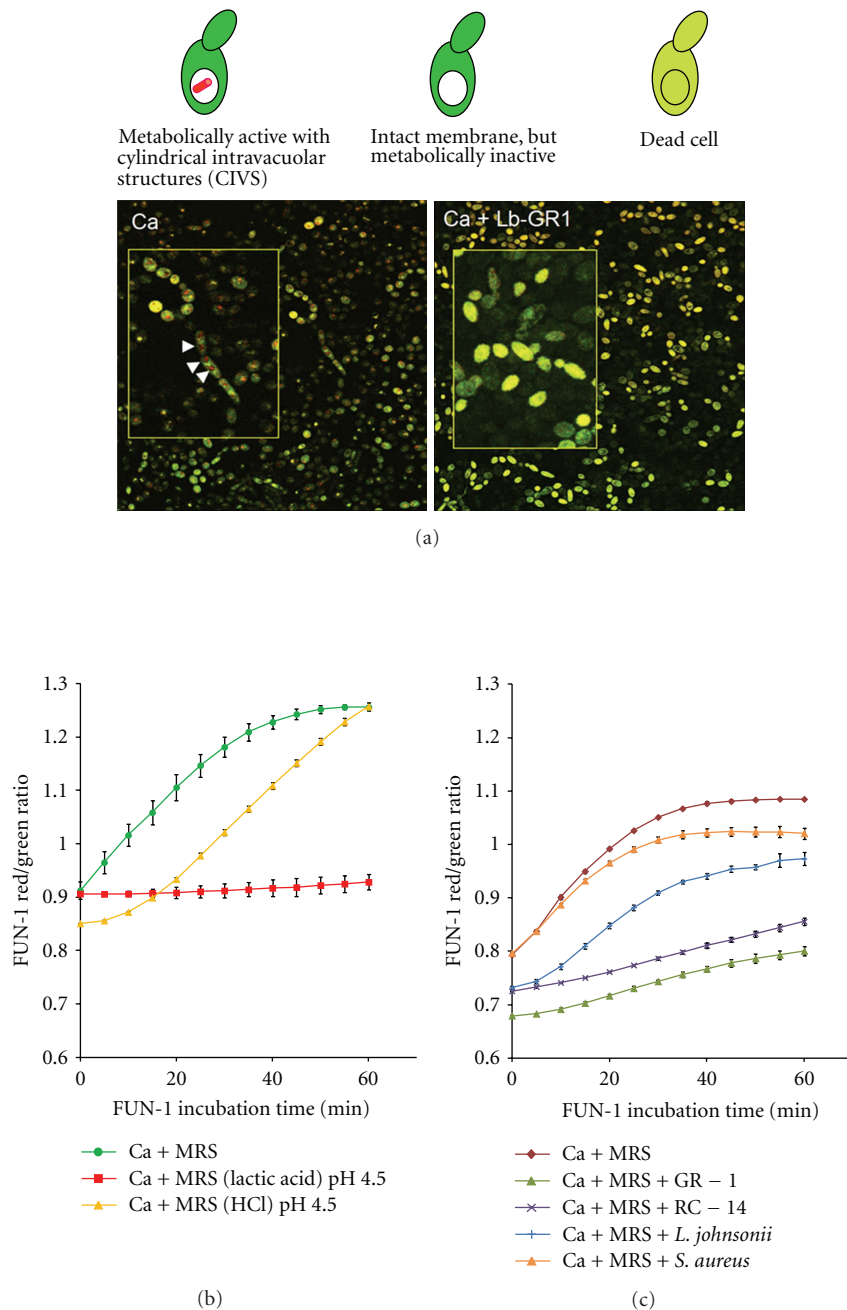 Metabolically active with
cylindrical intravacuolar
structures (CIVS)
Intact membrane, but
metabolically inactive
Dead cell
Ca
Ca + Lb-GR1
(a)
1.3
1.2
1.1
1
0.9
0.8
0.7
0.6
FUN-1 red/green ratio
0 20 40 60
FUN-1 incubation time (min)
Ca + MRS
Ca + MRS (lactic acid) pH 4.5
Ca + MRS (HCl) pH 4.5
(b)
1.3
1.2
1.1
1
0.9
0.8
0.7
0.6
FUN-1 red/green ratio
0 20 40 60
FUN-1 incubation time (min)
Ca + MRS
Ca + MRS + GR − 1
Ca + MRS + RC − 14
Ca + MRS + L. johnsonii
Ca + MRS + S. aureus
(c)